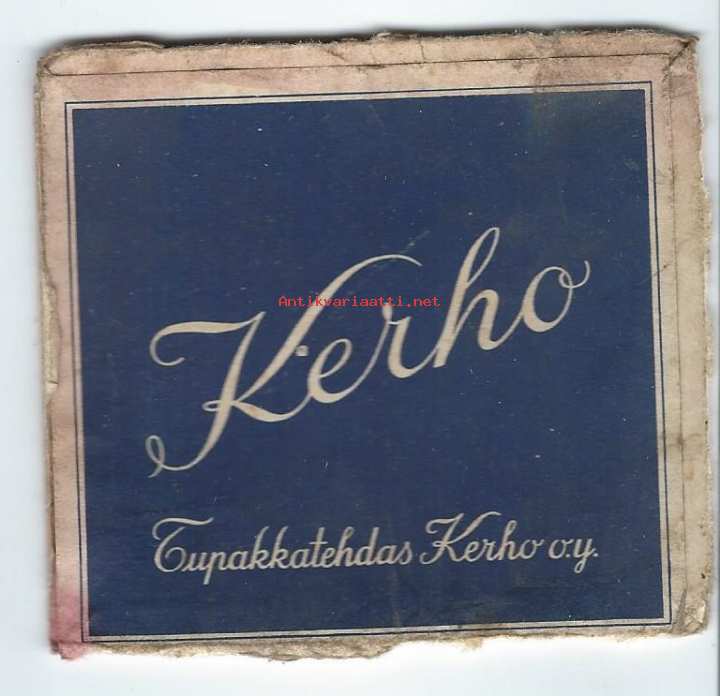 Kerho
Antikvariaatti.net
Tupakkatehdas Kerho o.y.